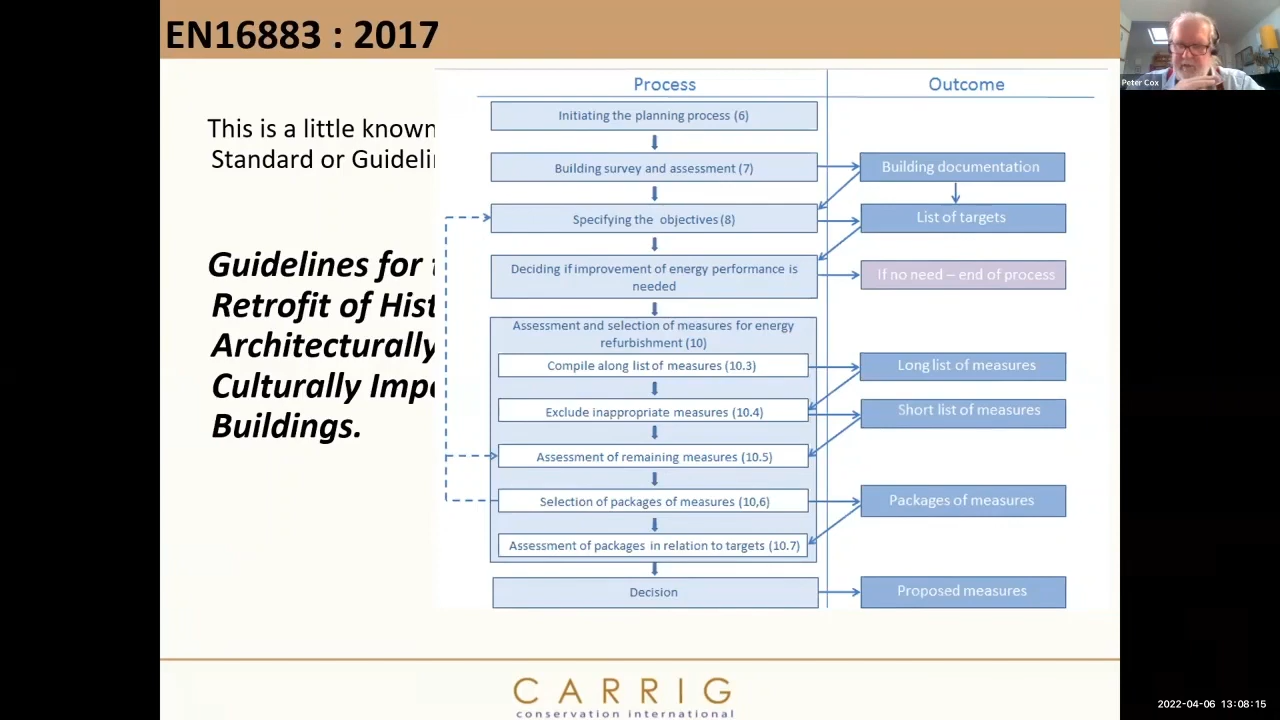 EN16883 : 2017
Peter Cox
This is a little known
Standard or Guideli
Guidelines for
Retrofit of Hist
Architecturally
Culturally Imp
Buildings.
Process
Outcome
Initiating the planning process (6)
Building survey and assessment (7)
Building documentation
Specifying the objectives (8)
List of targets
Deciding if improvement of energy performance is
needed
If no need – end of process
Assessment and selection of measures for energy
refurbishment (10)
Compile along list of measures (10.3)
Long list of measures
Exclude inappropriate measures (10.4)
Short list of measures
Assessment of remaining measures (10.5)
Selection of packages of measures (10,6)
Packages of measures
Assessment of packages in relation to targets (10.7)
Decision
Proposed measures
CARRIG
conservation international
2022-04-06 13:08:15